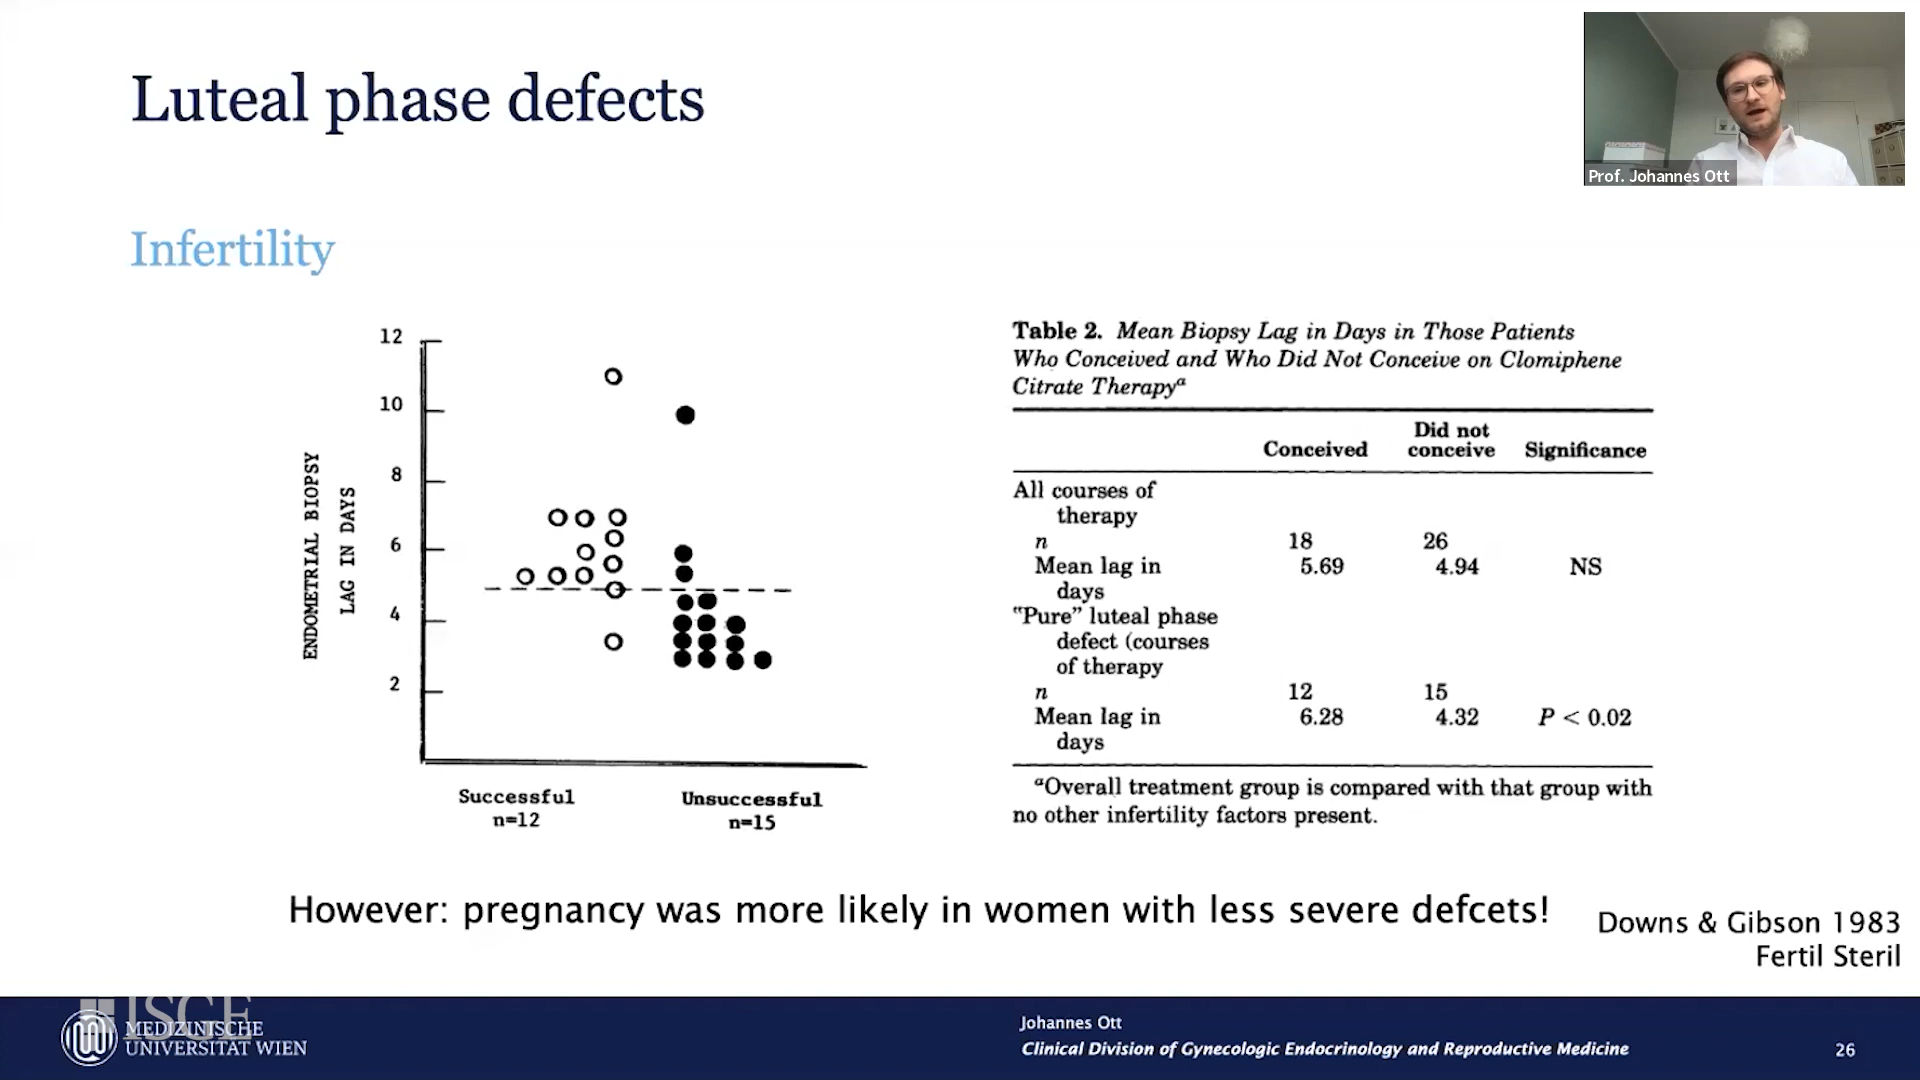 Luteal phase defects
Prof. Johannes Ott
Infertility
12
10
8
6
4
2
ENDOMETRIAL BIOPSY
LAG IN DAYS
Successful
n=12
Unsuccessful
n=15
Table 2. Mean Biopsy Lag in Days in Those Patients
Who Conceived and Who Did Not Conceive on Clomiphene
Citrate Therapyᵃ
Conceived Did not conceive Significance
All courses of
therapy
n 18 26
Mean lag in 5.69 4.94 NS
days
"Pure" luteal phase
defect (courses
of therapy
n 12 15
Mean lag in 6.28 4.32 P < 0.02
days
ᵃOverall treatment group is compared with that group with
no other infertility factors present.
However: pregnancy was more likely in women with less severe defcets!
Downs & Gibson 1983
Fertil Steril
ISGE
MEDIZINISCHE
UNIVERSITÄT WIEN
Johannes Ott
Clinical Division of Gynecologic Endocrinology and Reproductive Medicine
26